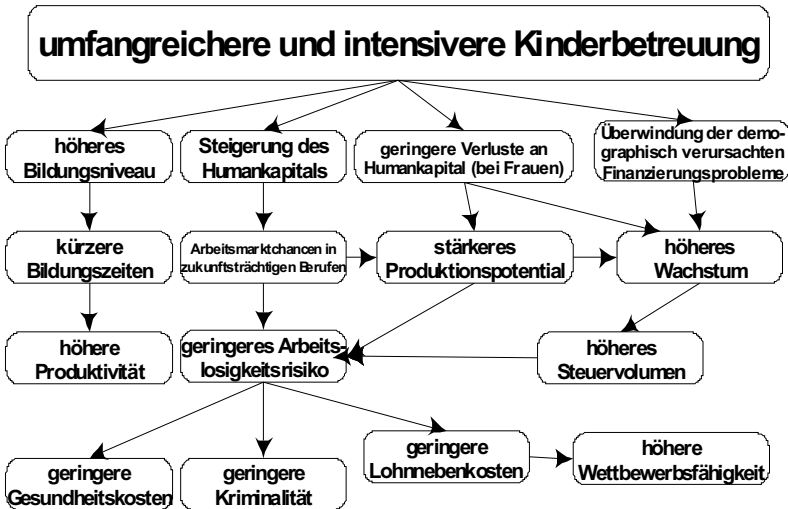 umfangreichere und intensivere Kinderbetreuung
höheres
Bildungsniveau
Steigerung des
Humankapitals
geringere Verluste an
Humankapital (bei Frauen)
Überwindung der demo-
graphisch verursachten
Finanzierungsprobleme
kürzere
Bildungszeiten
Arbeitsmarktchancen in
zukunftsträchtigen Berufen
stärkeres
Produktionspotential
höheres
Wachstum
höhere
Produktivität
geringeres Arbeits-
losigkeitsrisiko
höheres
Steuervolumen
geringere
Gesundheitskosten
geringere
Kriminalität
geringere
Lohnnebenkosten
höhere
Wettbewerbsfähigkeit